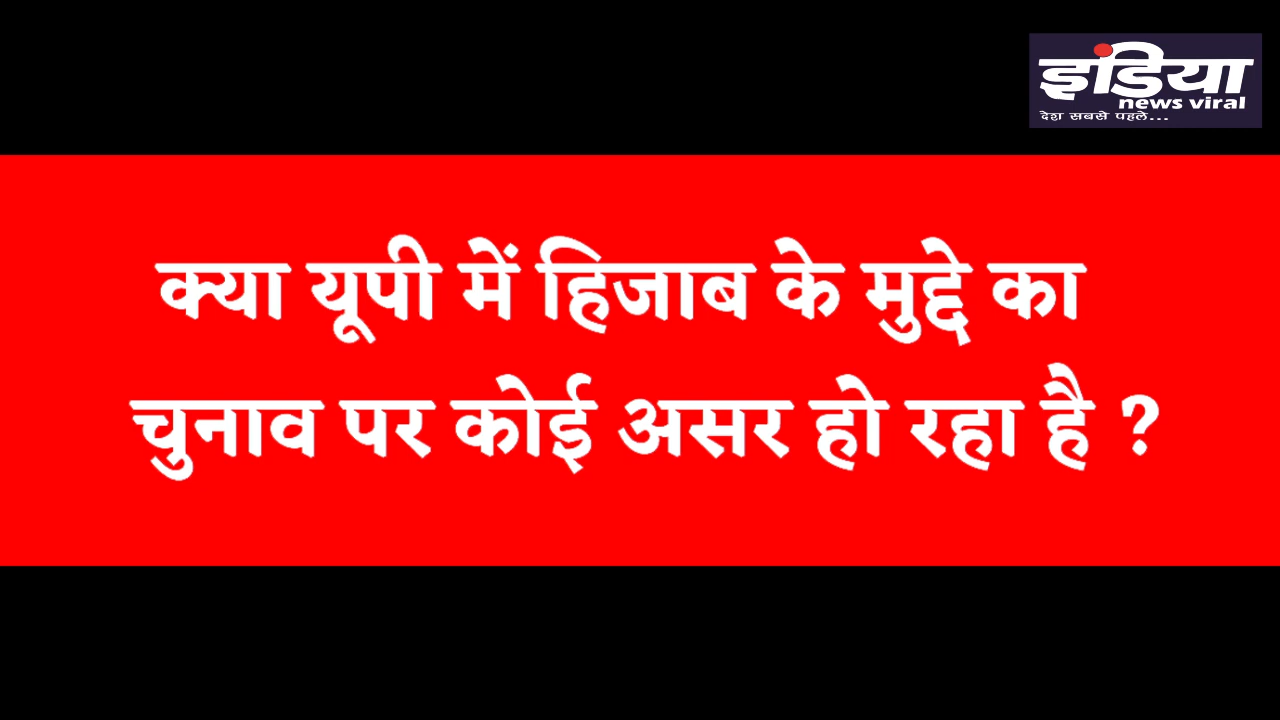 इंडिया
news viral
देश सबसे पहले...
क्या यूपी में हिजाब के मुद्दे का
चुनाव पर कोई असर हो रहा है ?